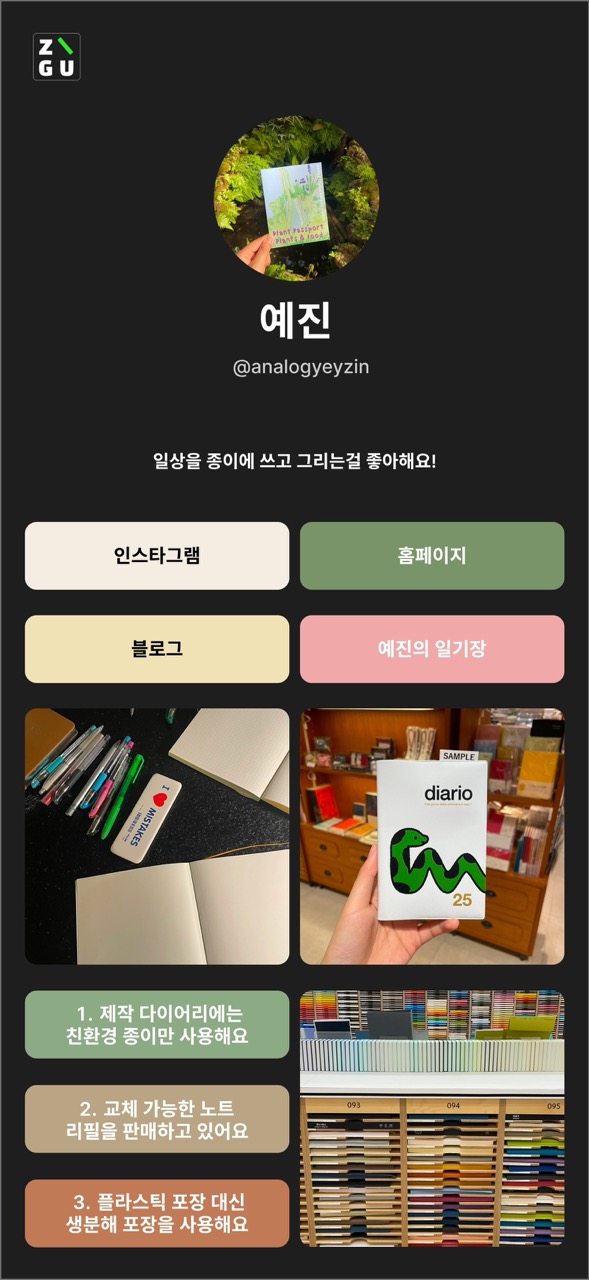 Z\
GU
Plant Passport
Plants & food
예진
@analogyeyzin
일상을 종이에 쓰고 그리는걸 좋아해요!
인스타그램
홈페이지
블로그
예진의 일기장
I ❤ MISTAKES
SAMPLE
diario
25
1. 제작 다이어리에는
친환경 종이만 사용해요
2. 교체 가능한 노트
리필을 판매하고 있어요
3. 플라스틱 포장 대신
생분해 포장을 사용해요
093
094
095